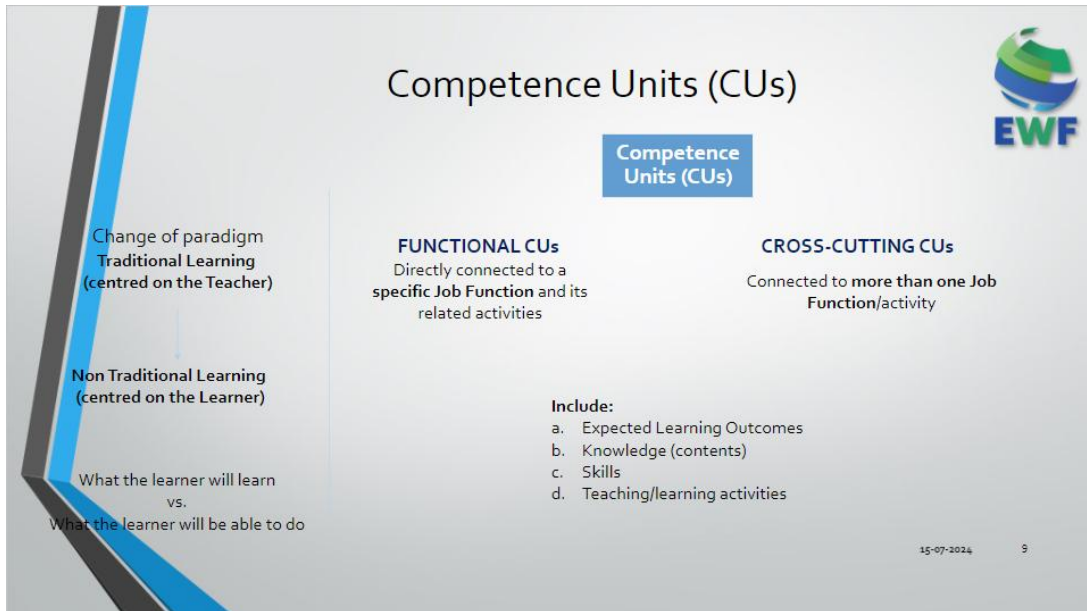 Competence Units (CUs)
EWF
Competence
Units (CUs)
Change of paradigm
Traditional Learning
(centred on the Teacher)
Non Traditional Learning
(centred on the Learner)
What the learner will learn
vs.
What the learner will be able to do
FUNCTIONAL CUs
Directly connected to a
specific Job Function and its
related activities
CROSS-CUTTING CUs
Connected to more than one Job
Function/activity
Include:
a. Expected Learning Outcomes
b. Knowledge (contents)
c. Skills
d. Teaching/learning activities
15-07-2024
9